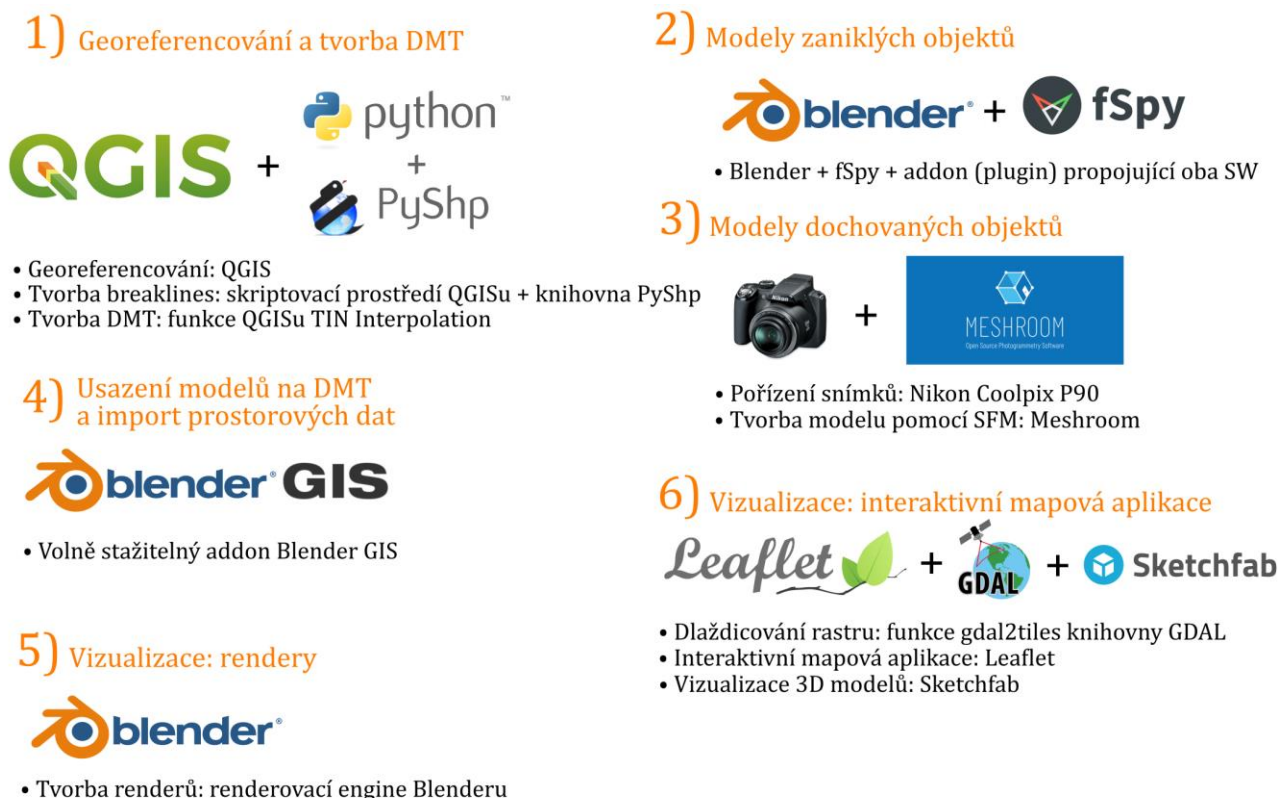 1) Georeferencování a tvorba DMT
QGIS + python™ + PyShp
• Georeferencování: QGIS
• Tvorba breaklines: skriptovací prostředí QGISu + knihovna PyShp
• Tvorba DMT: funkce QGISu TIN Interpolation
2) Modely zaniklých objektů
blender® + fSpy
• Blender + fSpy + addon (plugin) propojující oba SW
3) Modely dochovaných objektů
Nikon
+
MESHROOM
Open Source Photogrammetry Software
• Pořízení snímků: Nikon Coolpix P90
• Tvorba modelu pomocí SFM: Meshroom
4) Usazení modelů na DMT
a import prostorových dat
blender® GIS
• Volně stažitelný addon Blender GIS
5) Vizualizace: rendery
blender®
• Tvorba renderů: renderovací engine Blenderu
6) Vizualizace: interaktivní mapová aplikace
Leaflet + GDAL + Sketchfab
• Dlaždicování rastru: funkce gdal2tiles knihovny GDAL
• Interaktivní mapová aplikace: Leaflet
• Vizualizace 3D modelů: Sketchfab